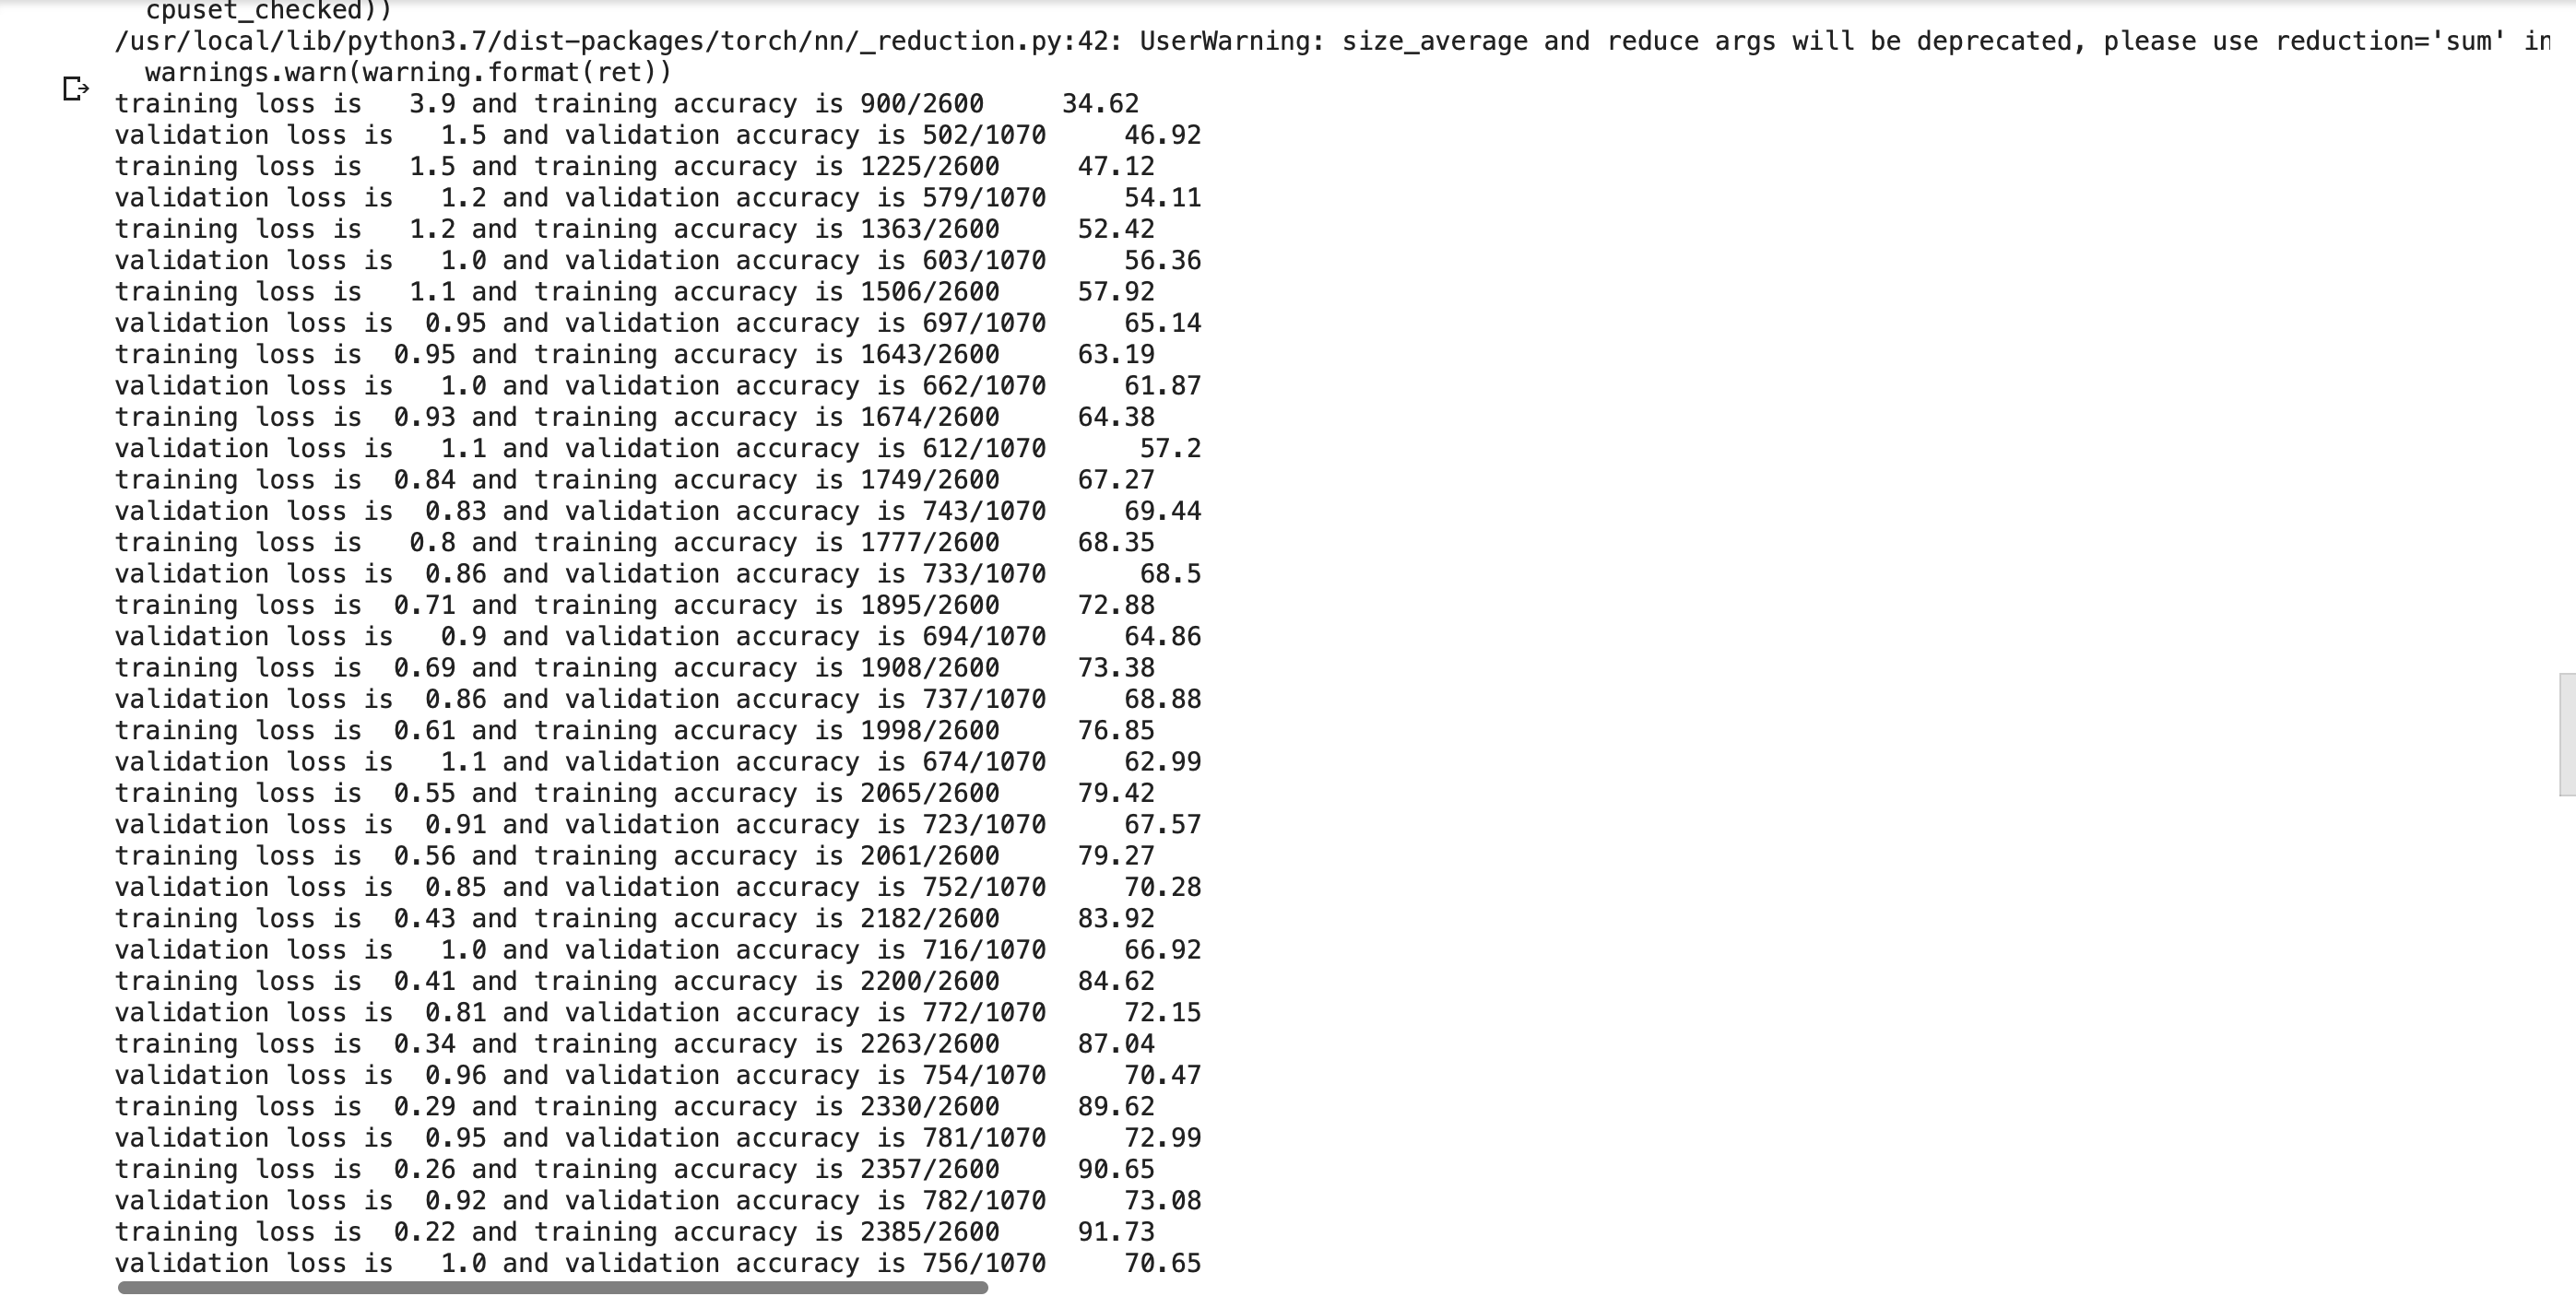 cpuset_checked))
/usr/local/lib/python3.7/dist-packages/torch/nn/_reduction.py:42: UserWarning: size_average and reduce args will be deprecated, please use reduction='sum' in
warnings.warn(warning.format(ret))
training loss is 3.9 and training accuracy is 900/2600 34.62
validation loss is 1.5 and validation accuracy is 502/1070 46.92
training loss is 1.5 and training accuracy is 1225/2600 47.12
validation loss is 1.2 and validation accuracy is 579/1070 54.11
training loss is 1.2 and training accuracy is 1363/2600 52.42
validation loss is 1.0 and validation accuracy is 603/1070 56.36
training loss is 1.1 and training accuracy is 1506/2600 57.92
validation loss is 0.95 and validation accuracy is 697/1070 65.14
training loss is 0.95 and training accuracy is 1643/2600 63.19
validation loss is 1.0 and validation accuracy is 662/1070 61.87
training loss is 0.93 and training accuracy is 1674/2600 64.38
validation loss is 1.1 and validation accuracy is 612/1070 57.2
training loss is 0.84 and training accuracy is 1749/2600 67.27
validation loss is 0.83 and validation accuracy is 743/1070 69.44
training loss is 0.8 and training accuracy is 1777/2600 68.35
validation loss is 0.86 and validation accuracy is 733/1070 68.5
training loss is 0.71 and training accuracy is 1895/2600 72.88
validation loss is 0.9 and validation accuracy is 694/1070 64.86
training loss is 0.69 and training accuracy is 1908/2600 73.38
validation loss is 0.86 and validation accuracy is 737/1070 68.88
training loss is 0.61 and training accuracy is 1998/2600 76.85
validation loss is 1.1 and validation accuracy is 674/1070 62.99
training loss is 0.55 and training accuracy is 2065/2600 79.42
validation loss is 0.91 and validation accuracy is 723/1070 67.57
training loss is 0.56 and training accuracy is 2061/2600 79.27
validation loss is 0.85 and validation accuracy is 752/1070 70.28
training loss is 0.43 and training accuracy is 2182/2600 83.92
validation loss is 1.0 and validation accuracy is 716/1070 66.92
training loss is 0.41 and training accuracy is 2200/2600 84.62
validation loss is 0.81 and validation accuracy is 772/1070 72.15
training loss is 0.34 and training accuracy is 2263/2600 87.04
validation loss is 0.96 and validation accuracy is 754/1070 70.47
training loss is 0.29 and training accuracy is 2330/2600 89.62
validation loss is 0.95 and validation accuracy is 781/1070 72.99
training loss is 0.26 and training accuracy is 2357/2600 90.65
validation loss is 0.92 and validation accuracy is 782/1070 73.08
training loss is 0.22 and training accuracy is 2385/2600 91.73
validation loss is 1.0 and validation accuracy is 756/1070 70.65